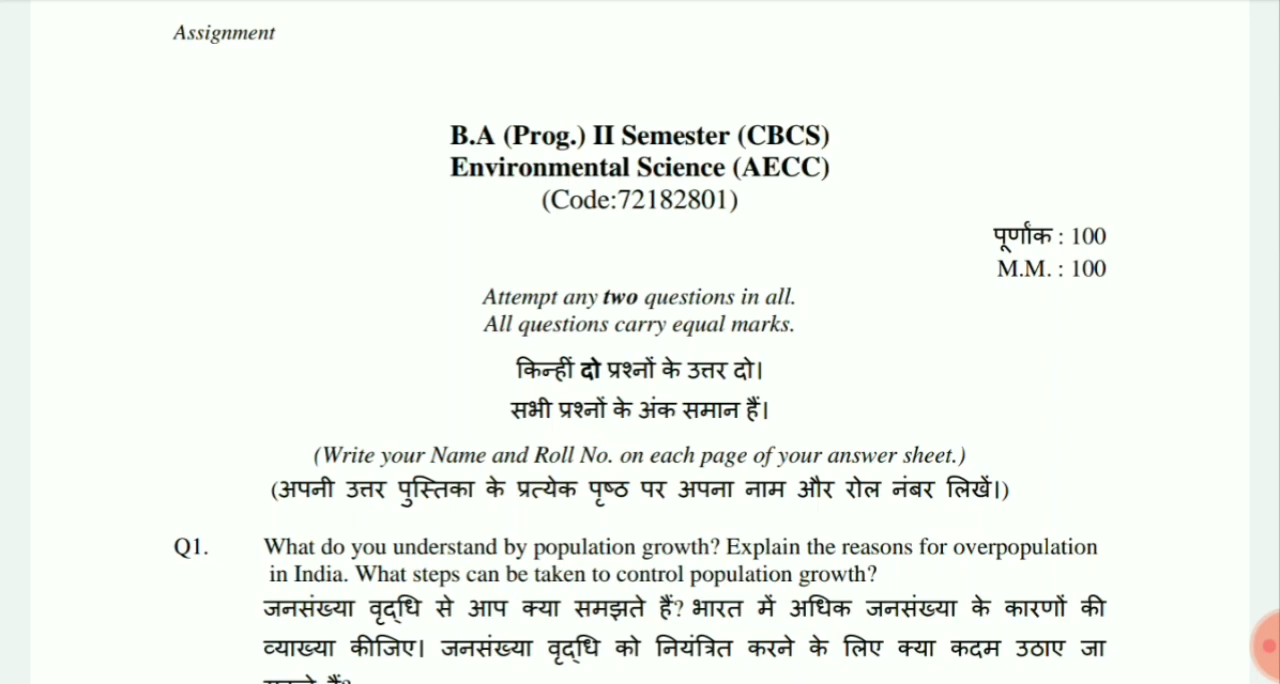 Assignment
B.A (Prog.) II Semester (CBCS)
Environmental Science (AECC)
(Code:72182801)
पूर्णांक : 100
M.M. : 100
Attempt any two questions in all.
All questions carry equal marks.
किन्हीं दो प्रश्नों के उत्तर दो।
सभी प्रश्नों के अंक समान हैं।
(Write your Name and Roll No. on each page of your answer sheet.)
(अपनी उत्तर पुस्तिका के प्रत्येक पृष्ठ पर अपना नाम और रोल नंबर लिखें।)
Q1. What do you understand by population growth? Explain the reasons for overpopulation
in India. What steps can be taken to control population growth?
जनसंख्या वृद्धि से आप क्या समझते हैं? भारत में अधिक जनसंख्या के कारणों की
व्याख्या कीजिए। जनसंख्या वृद्धि को नियंत्रित करने के लिए क्या कदम उठाए जा